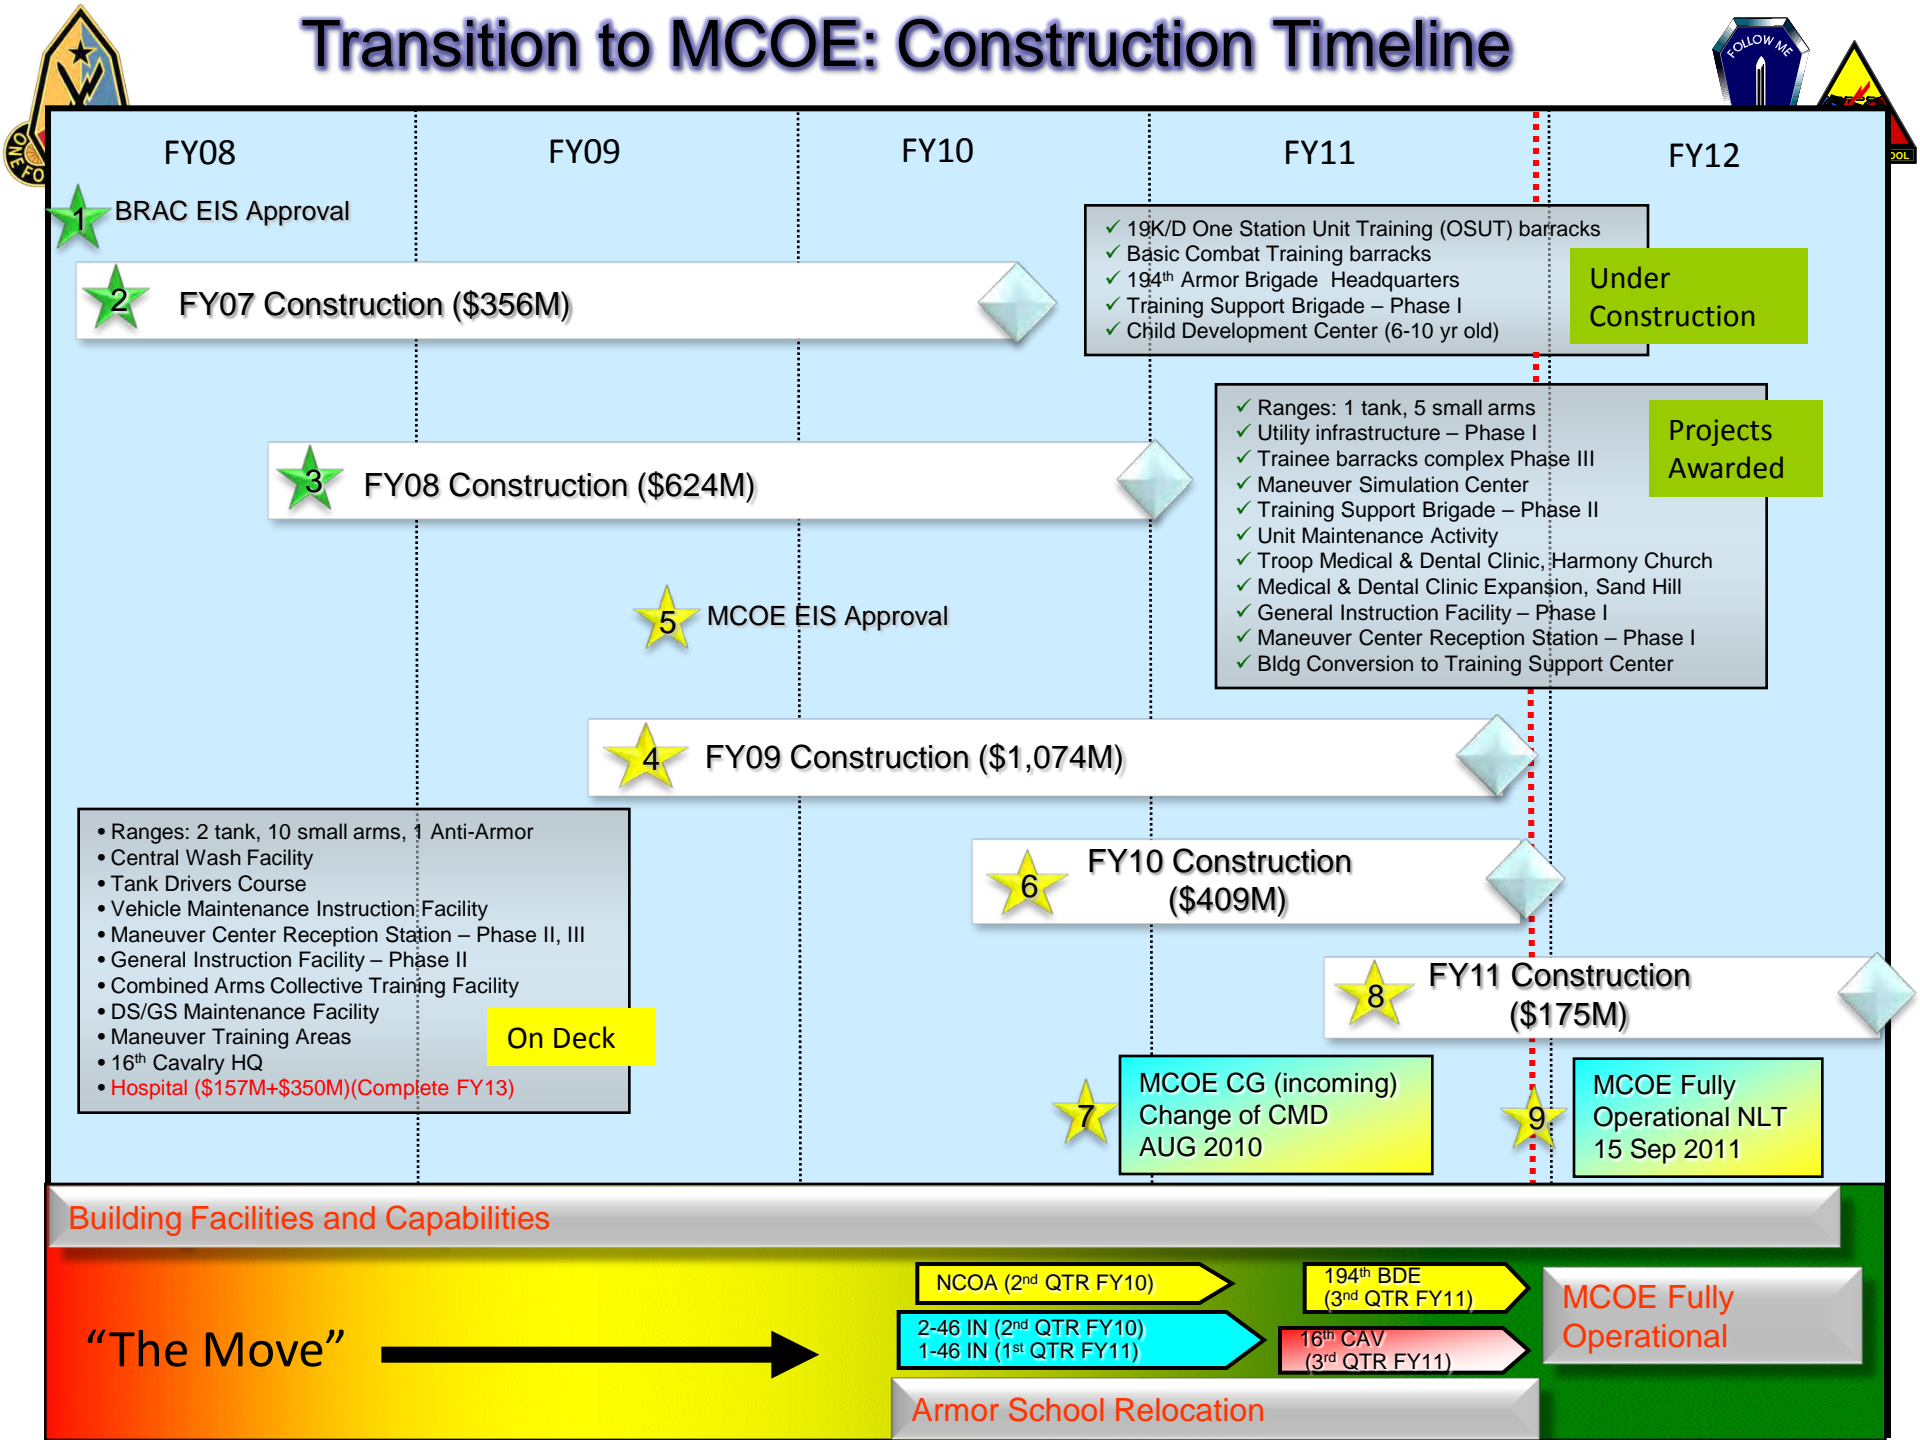 Transition to MCOE: Construction Timeline
FOLLOW ME
ONE FO
OOL
FY08
FY09
FY10
FY11
FY12
1
BRAC EIS Approval
✓ 19K/D One Station Unit Training (OSUT) barracks
✓ Basic Combat Training barracks
✓ 194th Armor Brigade Headquarters
✓ Training Support Brigade – Phase I
✓ Child Development Center (6-10 yr old)
Under
Construction
2
FY07 Construction ($356M)
✓ Ranges: 1 tank, 5 small arms
✓ Utility infrastructure – Phase I
✓ Trainee barracks complex Phase III
✓ Maneuver Simulation Center
✓ Training Support Brigade – Phase II
✓ Unit Maintenance Activity
✓ Troop Medical & Dental Clinic, Harmony Church
✓ Medical & Dental Clinic Expansion, Sand Hill
✓ General Instruction Facility – Phase I
✓ Maneuver Center Reception Station – Phase I
✓ Bldg Conversion to Training Support Center
Projects
Awarded
3
FY08 Construction ($624M)
5
MCOE EIS Approval
4
FY09 Construction ($1,074M)
• Ranges: 2 tank, 10 small arms, 1 Anti-Armor
• Central Wash Facility
• Tank Drivers Course
• Vehicle Maintenance Instruction Facility
• Maneuver Center Reception Station – Phase II, III
• General Instruction Facility – Phase II
• Combined Arms Collective Training Facility
• DS/GS Maintenance Facility
• Maneuver Training Areas
• 16th Cavalry HQ
• Hospital ($157M+$350M)(Complete FY13)
On Deck
6
FY10 Construction
($409M)
8
FY11 Construction
($175M)
7
MCOE CG (incoming)
Change of CMD
AUG 2010
9
MCOE Fully
Operational NLT
15 Sep 2011
Building Facilities and Capabilities
“The Move”
NCOA (2nd QTR FY10)
2-46 IN (2nd QTR FY10)
1-46 IN (1st QTR FY11)
194th BDE
(3nd QTR FY11)
16th CAV
(3rd QTR FY11)
MCOE Fully
Operational
Armor School Relocation